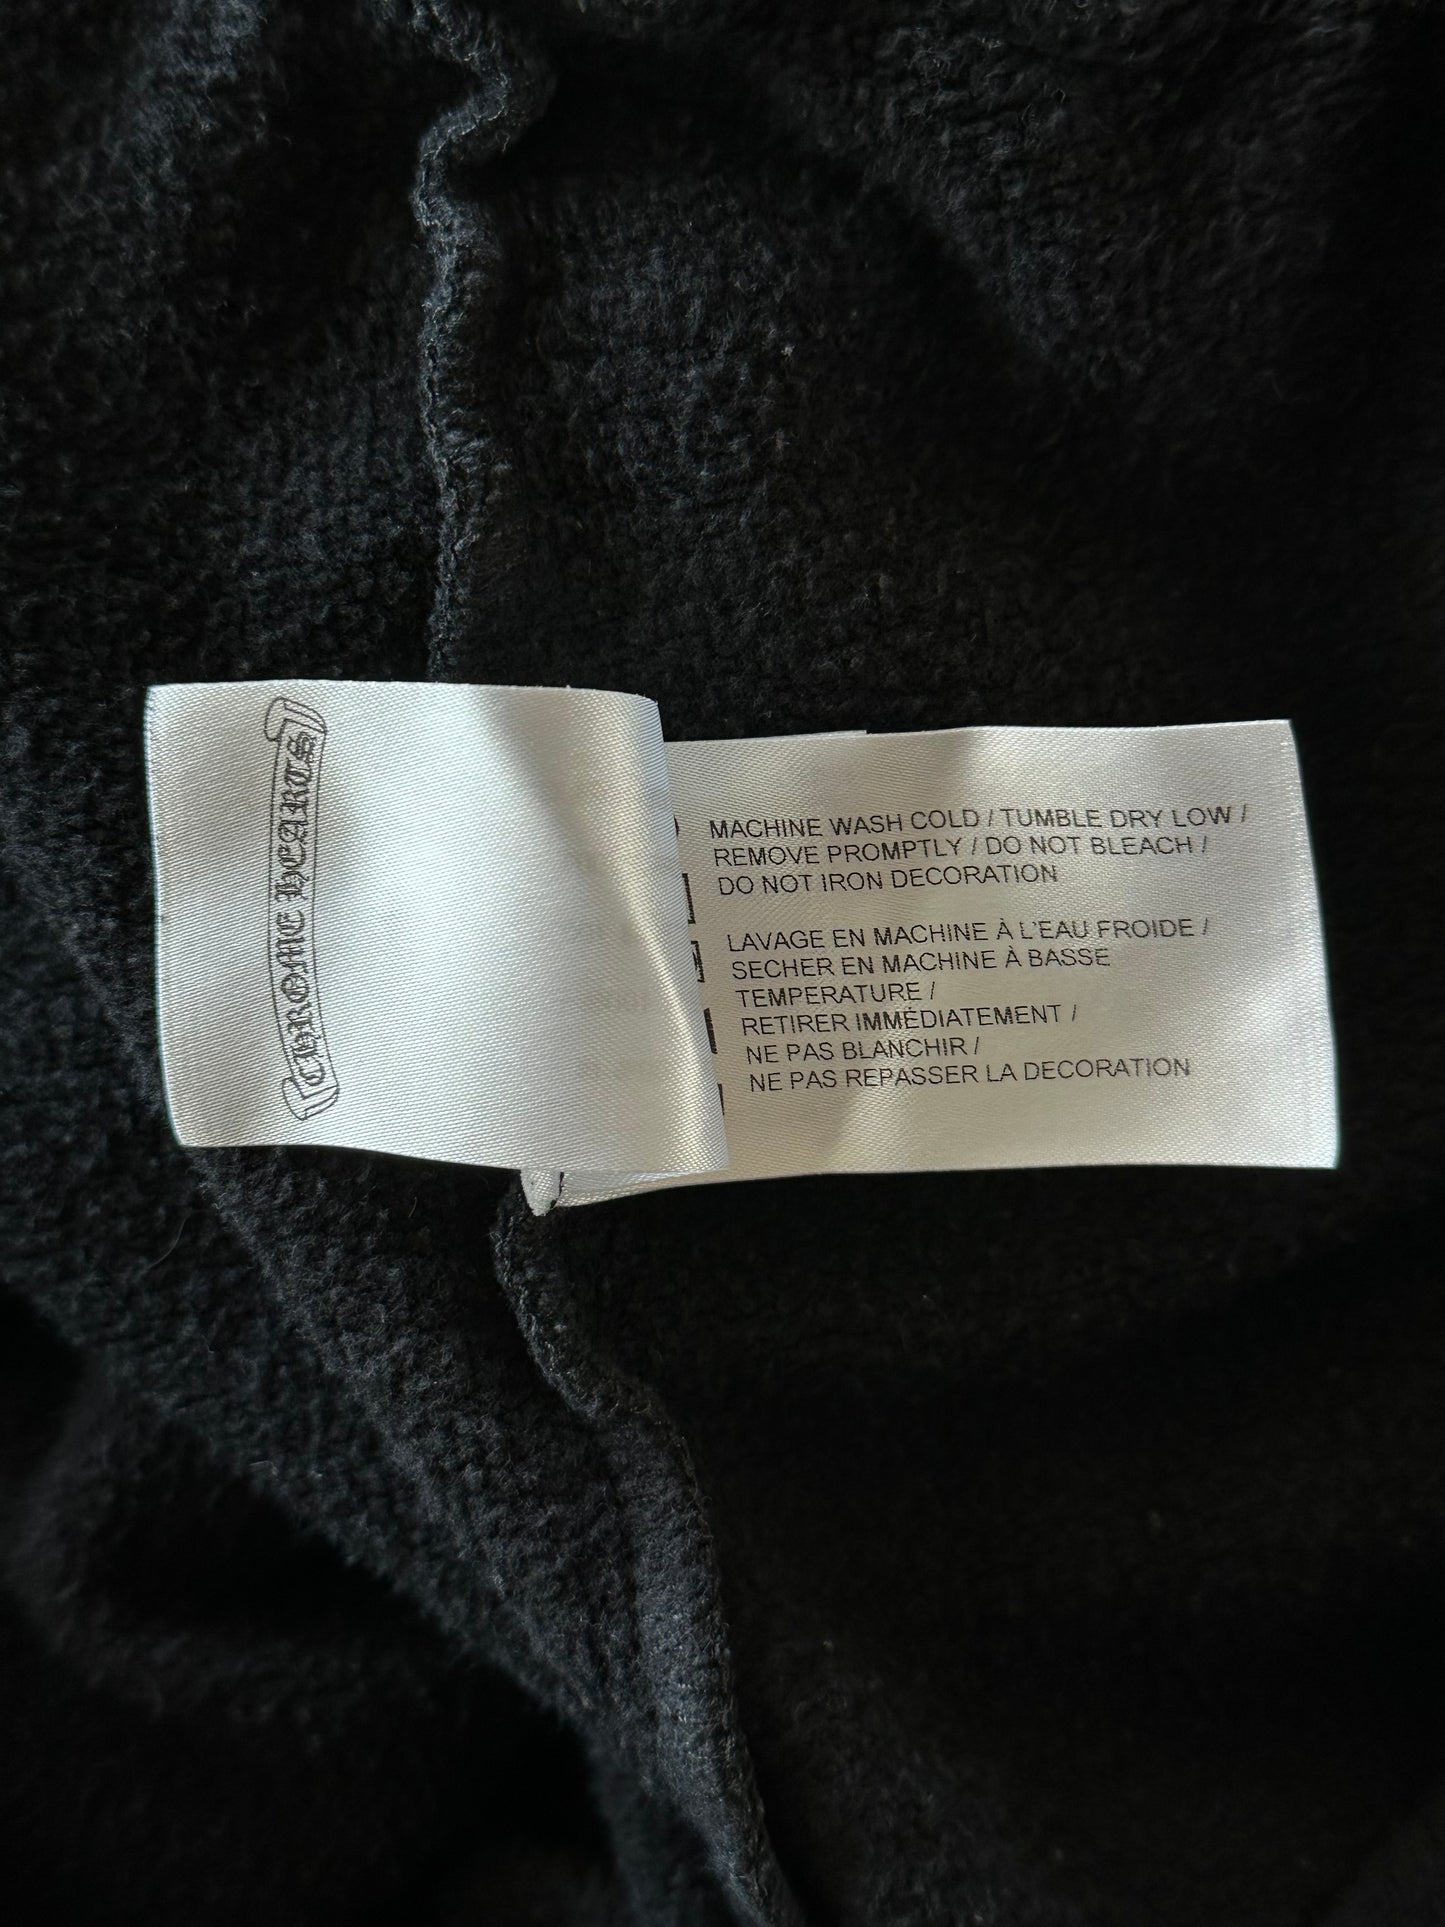 CHROME HEARTS
MACHINE WASH COLD / TUMBLE DRY LOW /
REMOVE PROMPTLY / DO NOT BLEACH /
DO NOT IRON DECORATION
LAVAGE EN MACHINE À L'EAU FROIDE /
SECHER EN MACHINE À BASSE
TEMPERATURE /
RETIRER IMMÉDIATEMENT /
NE PAS BLANCHIR /
NE PAS REPASSER LA DECORATION